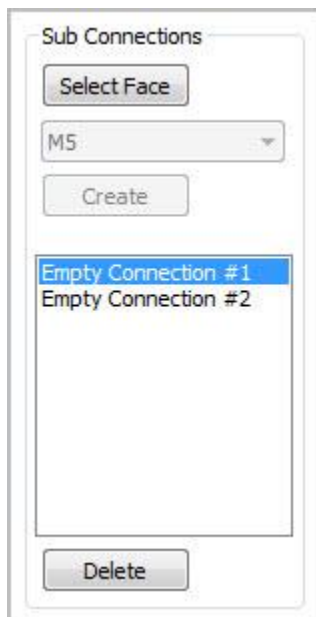 Sub Connections
Select Face
M5
Create
Empty Connection #1
Empty Connection #2
Delete